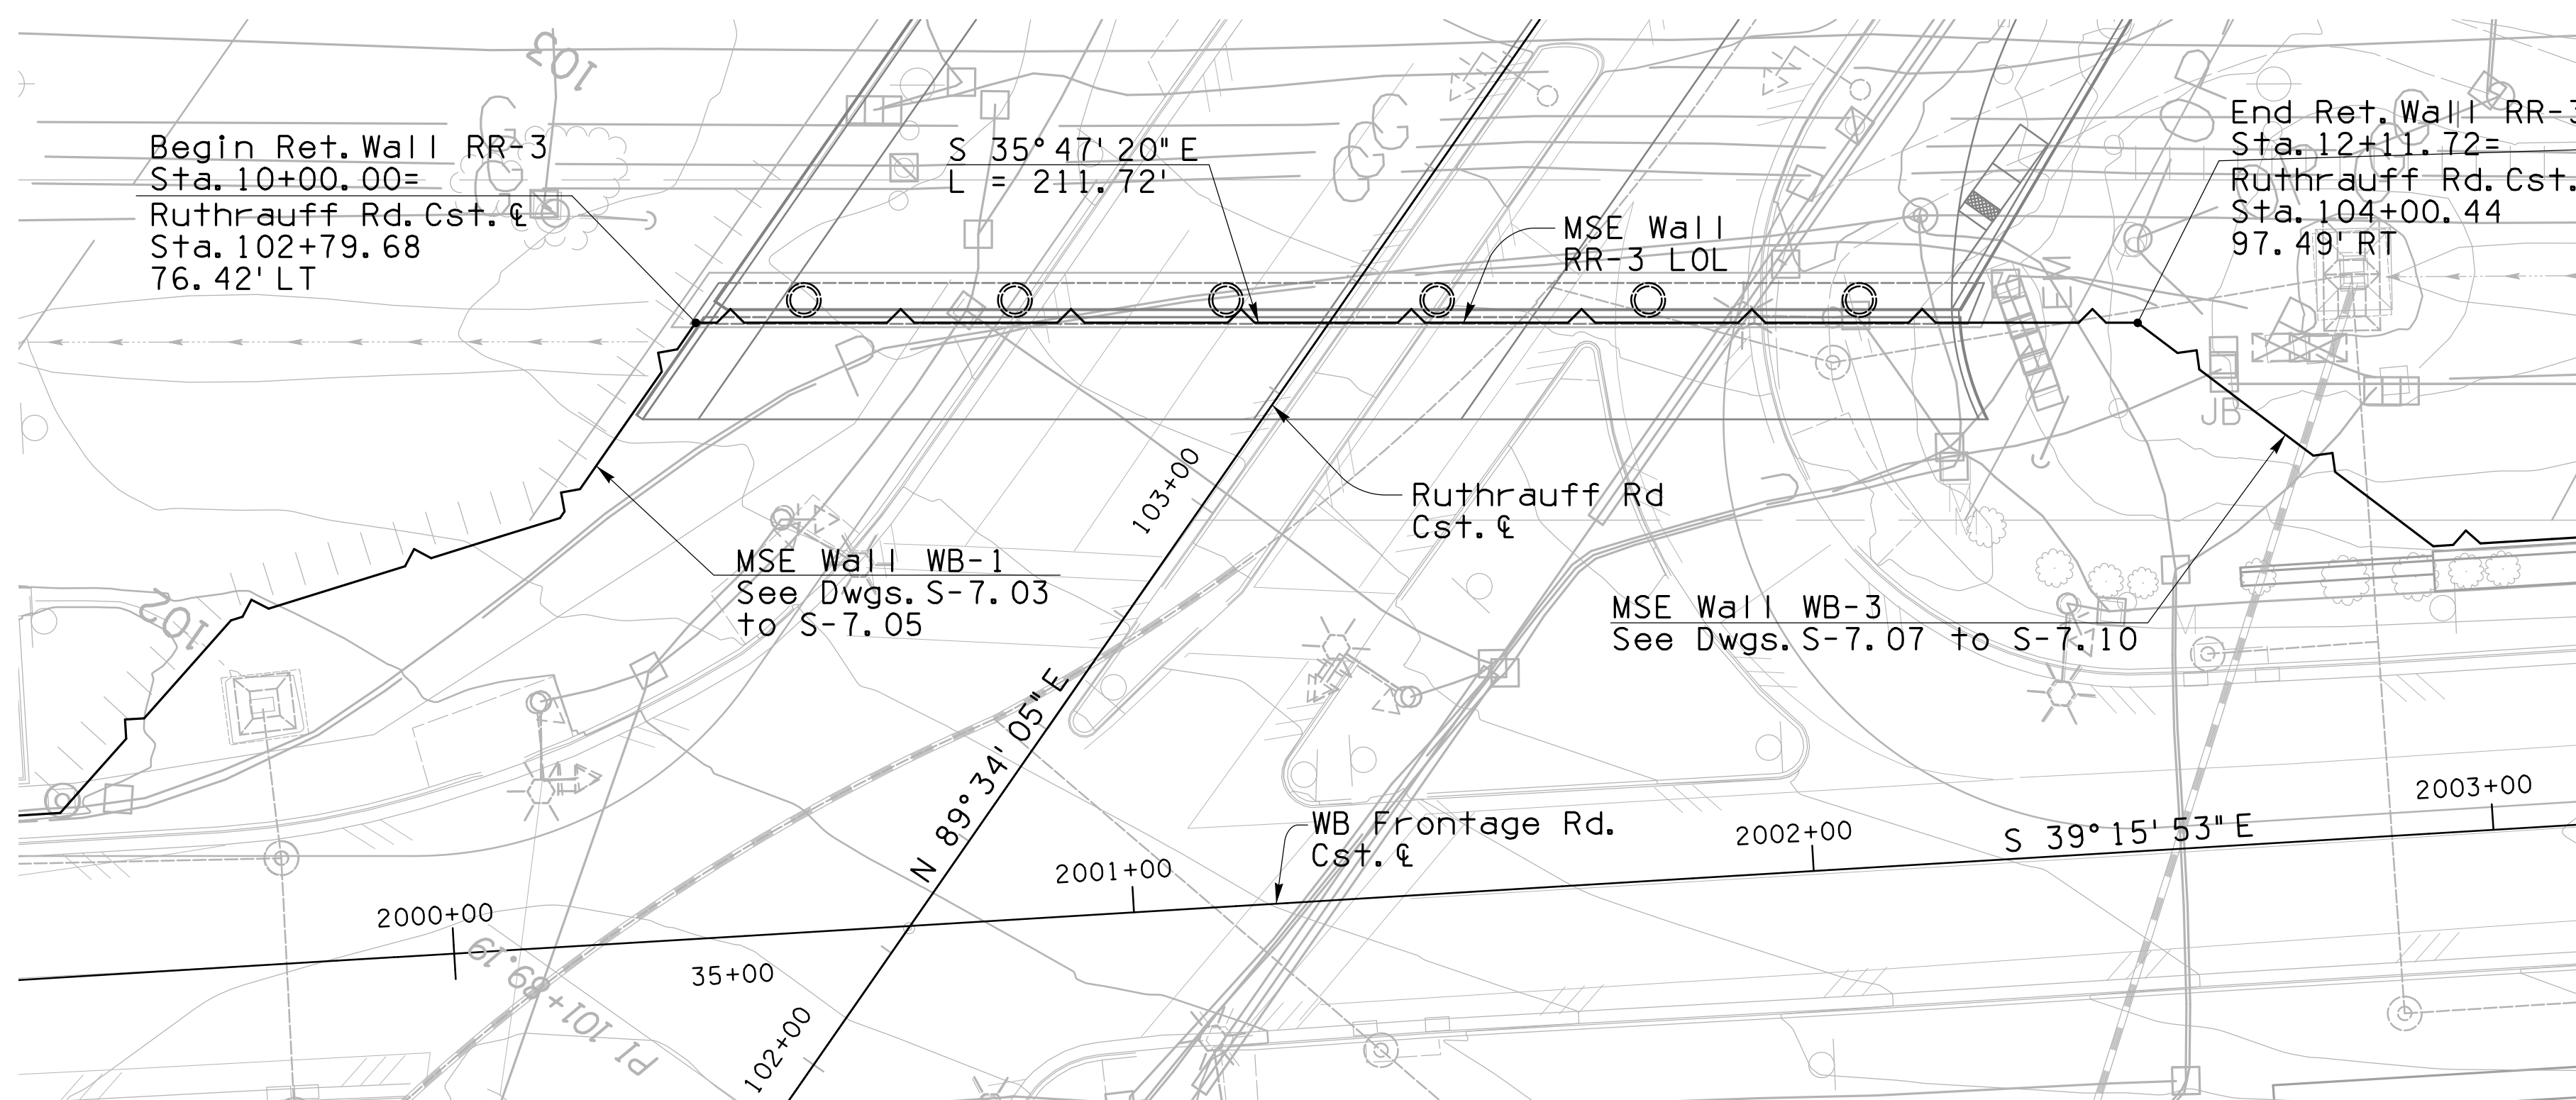 103
Begin Ret. Wall RR-3
Sta. 10+00.00=
Ruthrauff Rd. Cst. ℄
Sta. 102+79.68
76.42' LT
S 35°47'20" E
L = 211.72'
MSE Wall
RR-3 LOL
End Ret. Wall RR-3
Sta. 12+11.72=
Ruthrauff Rd. Cst.
Sta. 104+00.44
97.49' RT
EM
JB
103+00
Ruthrauff Rd
Cst. ℄
MSE Wall WB-1
See Dwgs. S-7.03
to S-7.05
102
MSE Wall WB-3
See Dwgs. S-7.07 to S-7.10
N 89°34'05" E
WB Frontage Rd.
Cst. ℄
2000+00
2001+00
2002+00
2003+00
S 39°15'53" E
35+00
PI 101+89.19
102+00